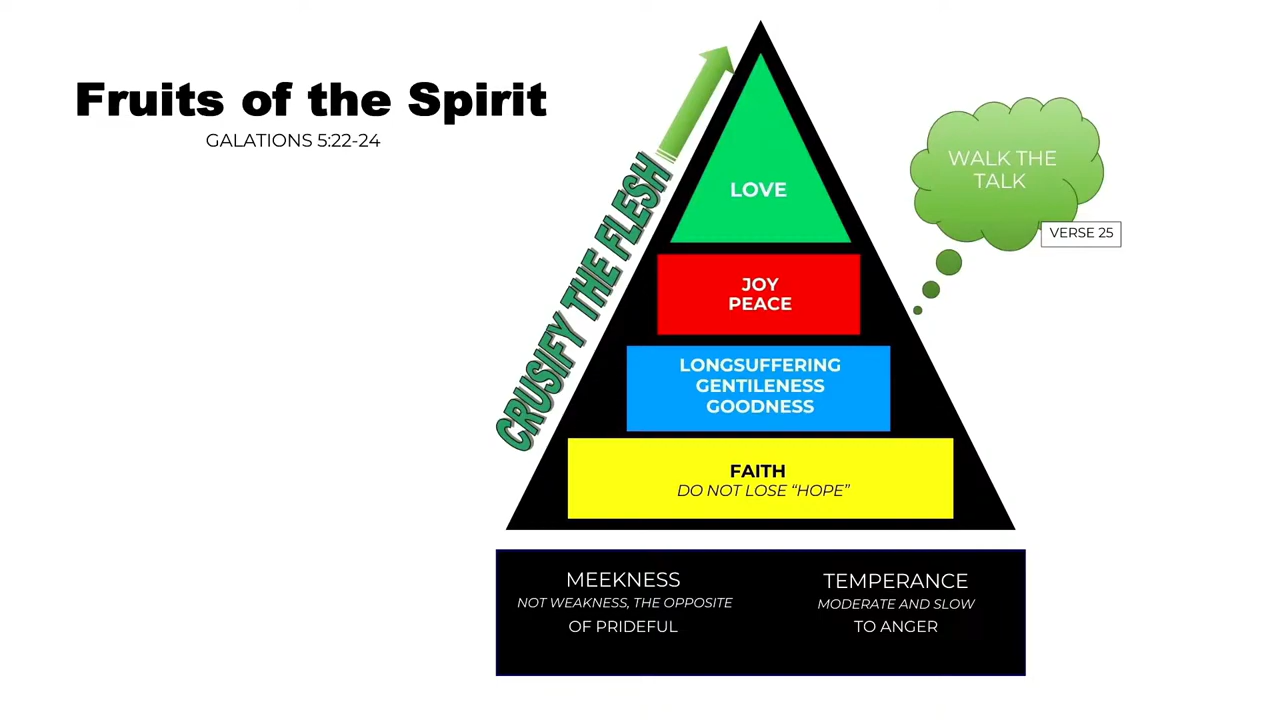 Fruits of the Spirit
GALATIONS 5:22-24
CRUSIFY THE FLESH
LOVE
JOY
PEACE
LONGSUFFERING
GENTILENESS
GOODNESS
FAITH
DO NOT LOSE “HOPE”
WALK THE
TALK
VERSE 25
MEEKNESS
NOT WEAKNESS, THE OPPOSITE
OF PRIDEFUL
TEMPERANCE
MODERATE AND SLOW
TO ANGER